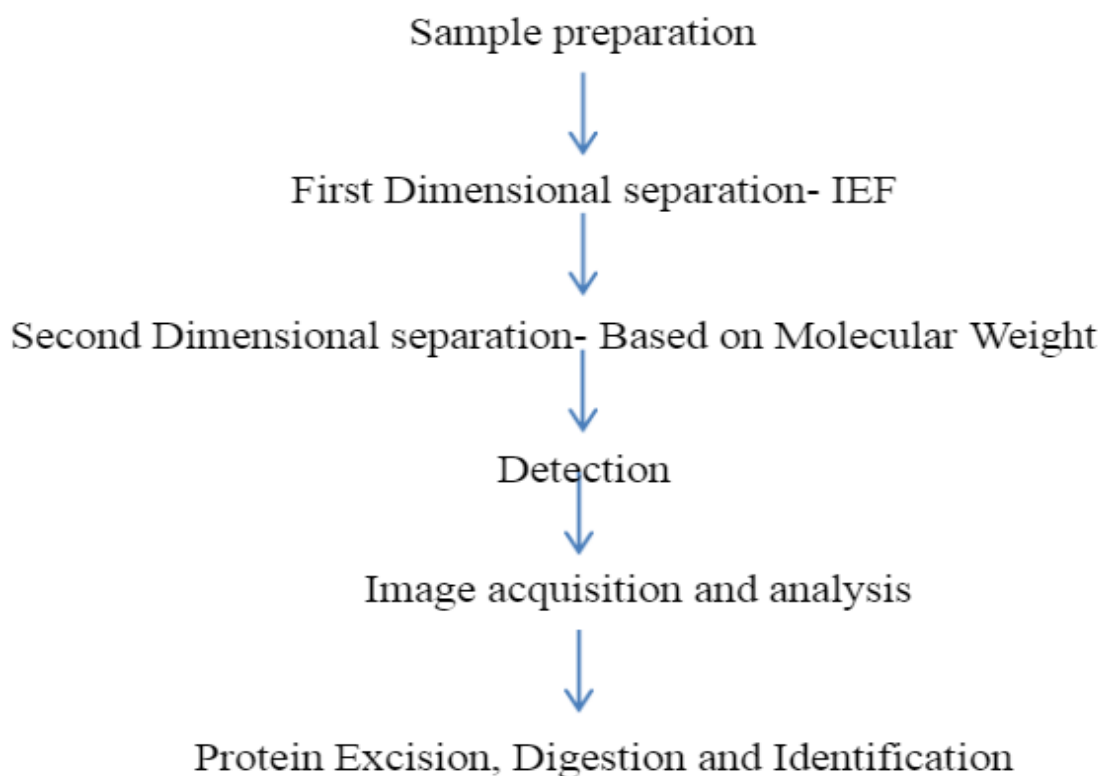 Sample preparation
First Dimensional separation- IEF
Second Dimensional separation- Based on Molecular Weight
Detection
Image acquisition and analysis
Protein Excision, Digestion and Identification